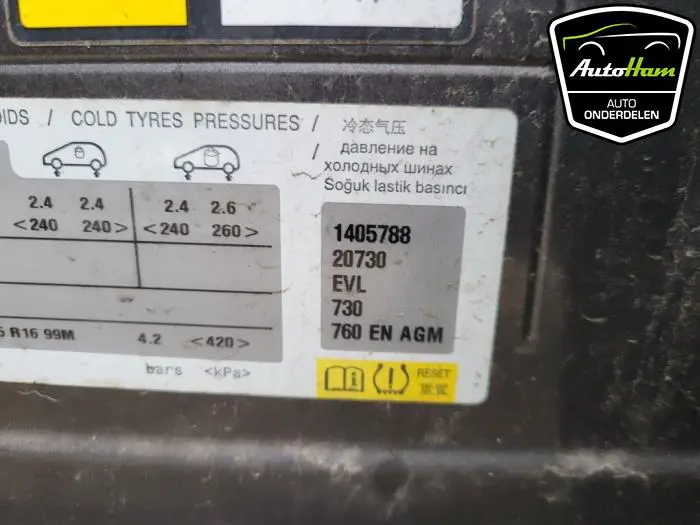 AutoHam
AUTO
ONDERDELEN
OIDS / COLD TYRES PRESSURES / 冷态气压
/ давление на
холодных шинах
Soğuk lastik basıncı
2.4 2.4 2.4 2.6
<240 240> <240 260>
1405788
20730
EVL
730
760 EN AGM
5 R16 99M 4.2 <420>
bars <kPa>
RESET
重置